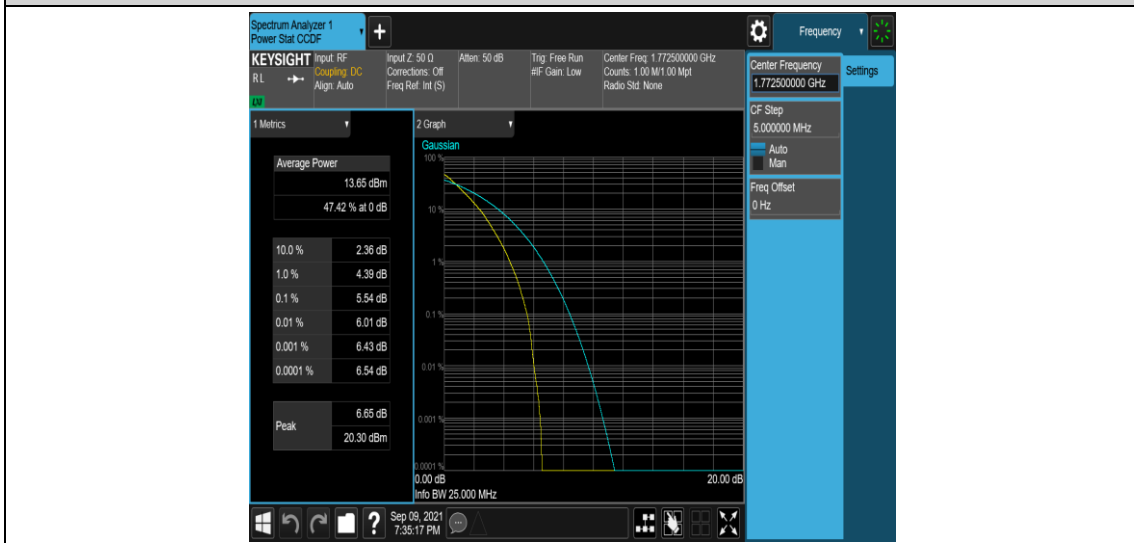 Spectrum Analyzer 1
Power Stat CCDF
+
Frequency
KEYSIGHT
R L
LXI
Input: RF
Coupling: DC
Align: Auto
Input Z: 50 Ω
Corrections: Off
Freq Ref: Int (S)
Atten: 50 dB
Trig: Free Run
#IF Gain: Low
Center Freq: 1.772500000 GHz
Counts: 1.00 M/1.00 Mpt
Radio Std: None
Center Frequency
1.772500000 GHz
Settings
CF Step
5.000000 MHz
Auto
Man
Freq Offset
0 Hz
1 Metrics
Average Power
13.65 dBm
47.42 % at 0 dB
10.0 % 2.36 dB
1.0 % 4.39 dB
0.1 % 5.54 dB
0.01 % 6.01 dB
0.001 % 6.43 dB
0.0001 % 6.54 dB
Peak 6.65 dB
20.30 dBm
2 Graph
Gaussian
100 %
10 %
1 %
0.1 %
0.01 %
0.001 %
0.0001 %
0.00 dB 20.00 dB
Info BW 25.000 MHz
?
Sep 09, 2021
7:35:17 PM